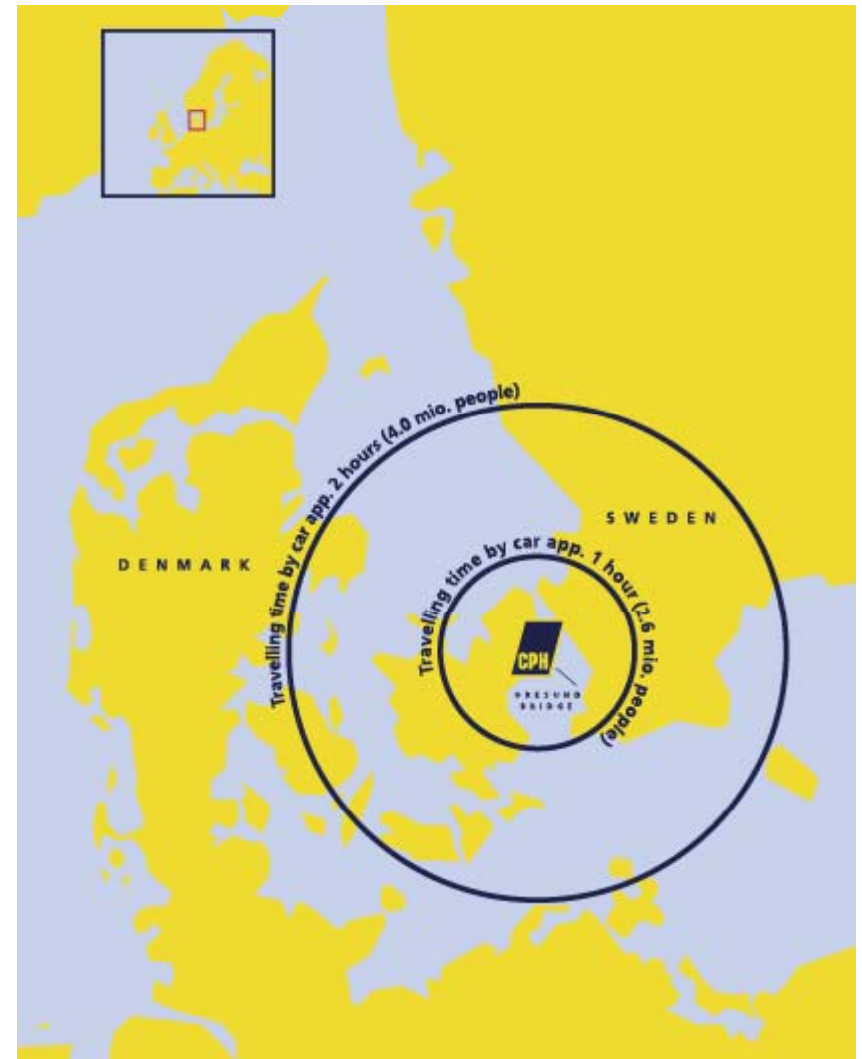 Travelling time by car app. 2 hours (4.0 mio. people)
SWEDEN
DENMARK
Travelling time by car app. 1 hour (2.6 mio. people)
CPH
ØRESUND
BRIDGE